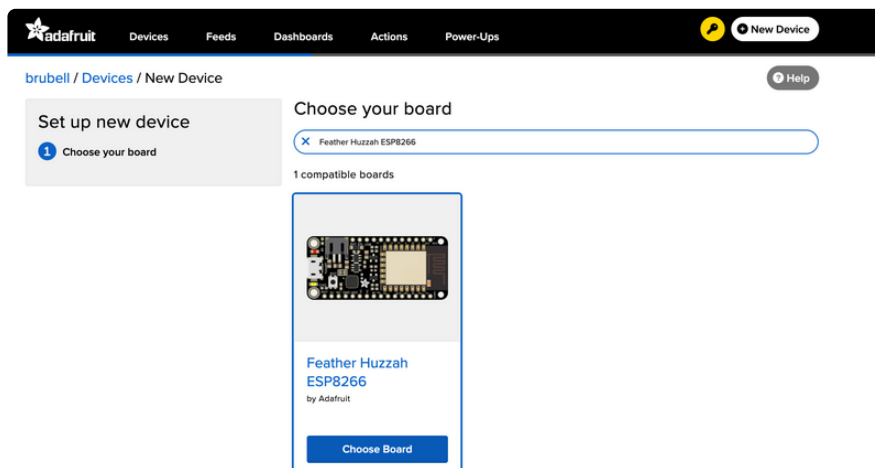 adafruit Devices Feeds Dashboards Actions Power-Ups New Device
brubell / Devices / New Device
? Help
Set up new device
1 Choose your board
Choose your board
Feather Huzzah ESP8266
1 compatible boards
Feather Huzzah
ESP8266
by Adafruit
Choose Board